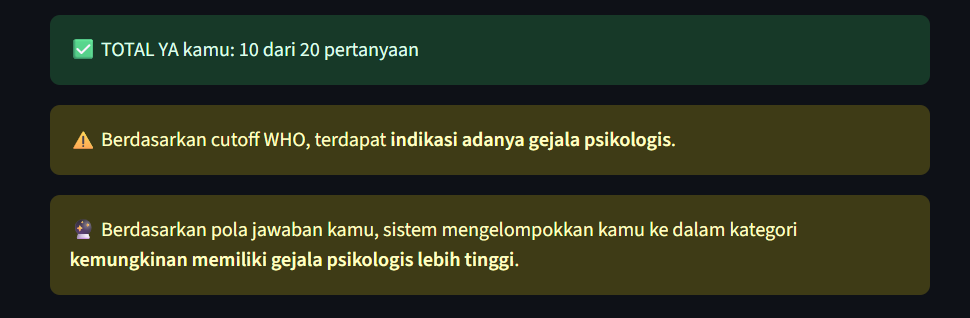 ✅ TOTAL YA kamu: 10 dari 20 pertanyaan
⚠️ Berdasarkan cutoff WHO, terdapat indikasi adanya gejala psikologis.
🔮 Berdasarkan pola jawaban kamu, sistem mengelompokkan kamu ke dalam kategori
kemungkinan memiliki gejala psikologis lebih tinggi.